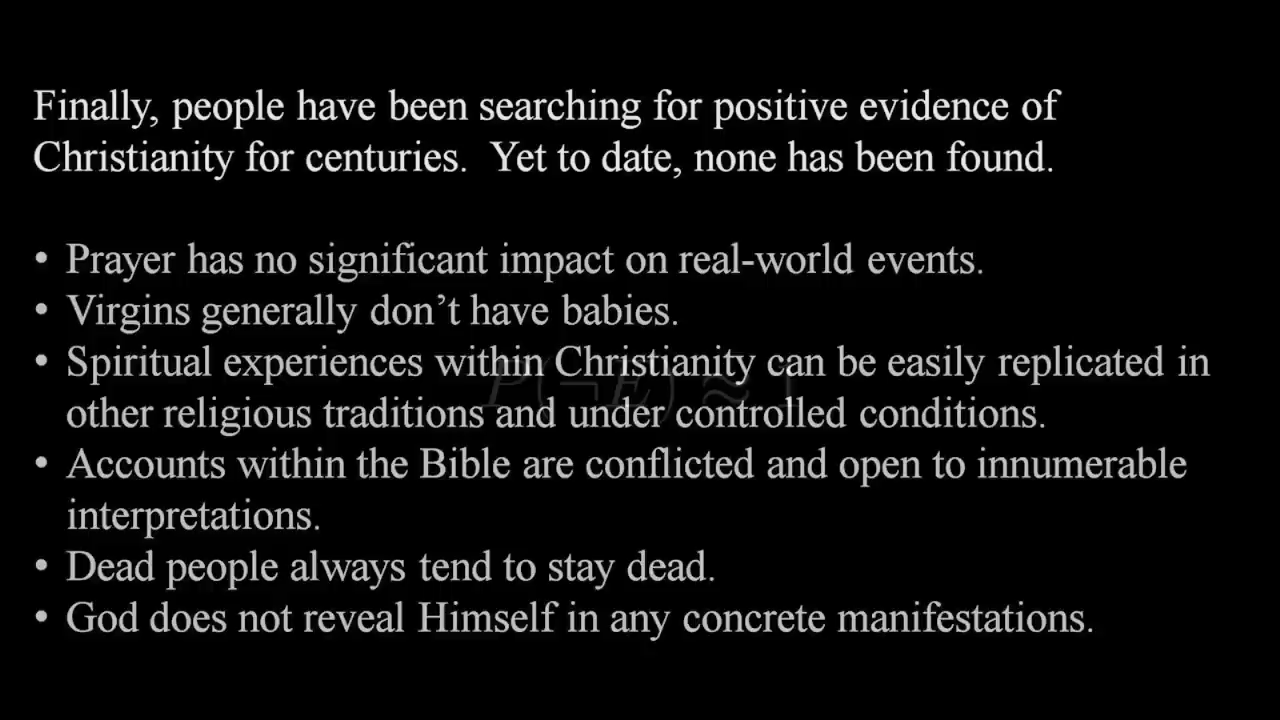 Finally, people have been searching for positive evidence of
Christianity for centuries.  Yet to date, none has been found.
• Prayer has no significant impact on real-world events.
• Virgins generally don’t have babies.
• Spiritual experiences within Christianity can be easily replicated in
other religious traditions and under controlled conditions.
P(¬E) ≈ 1
• Accounts within the Bible are conflicted and open to innumerable
interpretations.
• Dead people always tend to stay dead.
• God does not reveal Himself in any concrete manifestations.